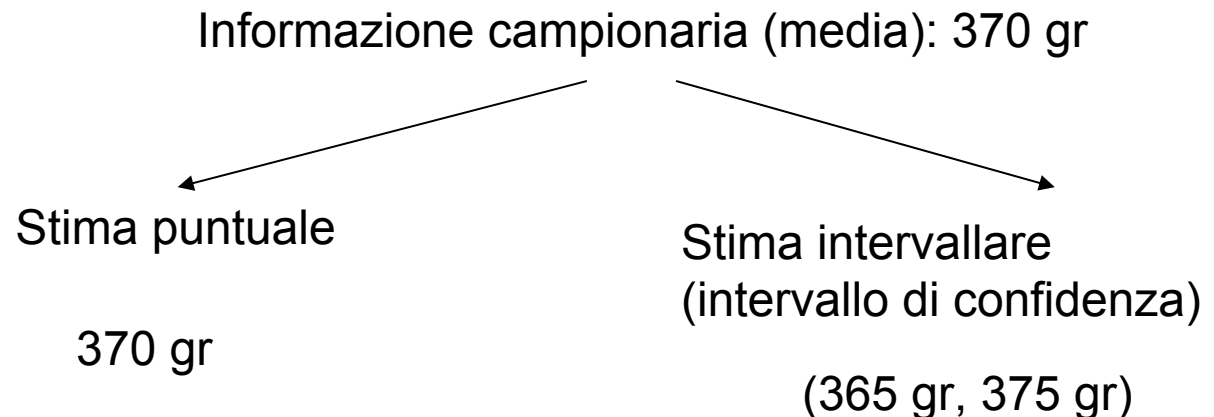 Informazione campionaria (media): 370 gr
Stima puntuale
370 gr
Stima intervallare
(intervallo di confidenza)
(365 gr, 375 gr)